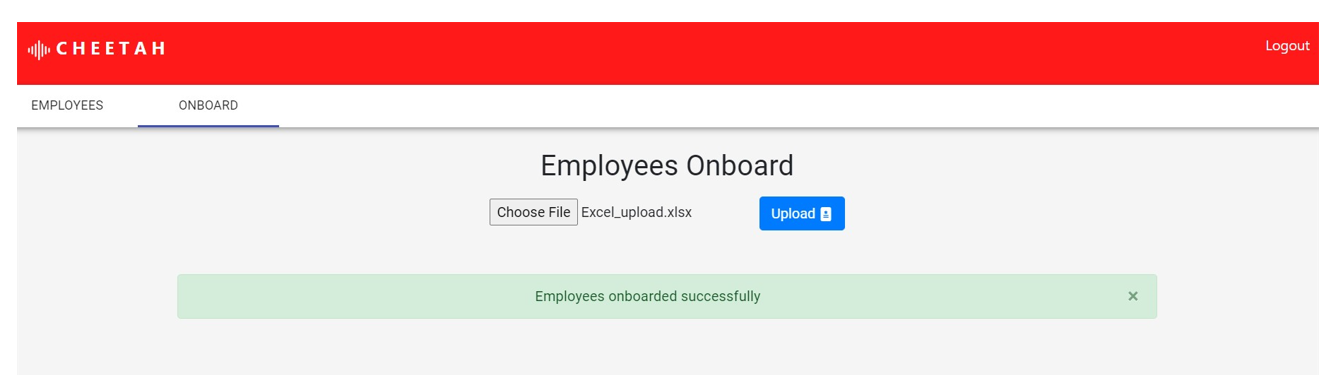 CHEETAH
Logout
EMPLOYEES ONBOARD
Employees Onboard
Choose File Excel_upload.xlsx Upload
Employees onboarded successfully ×